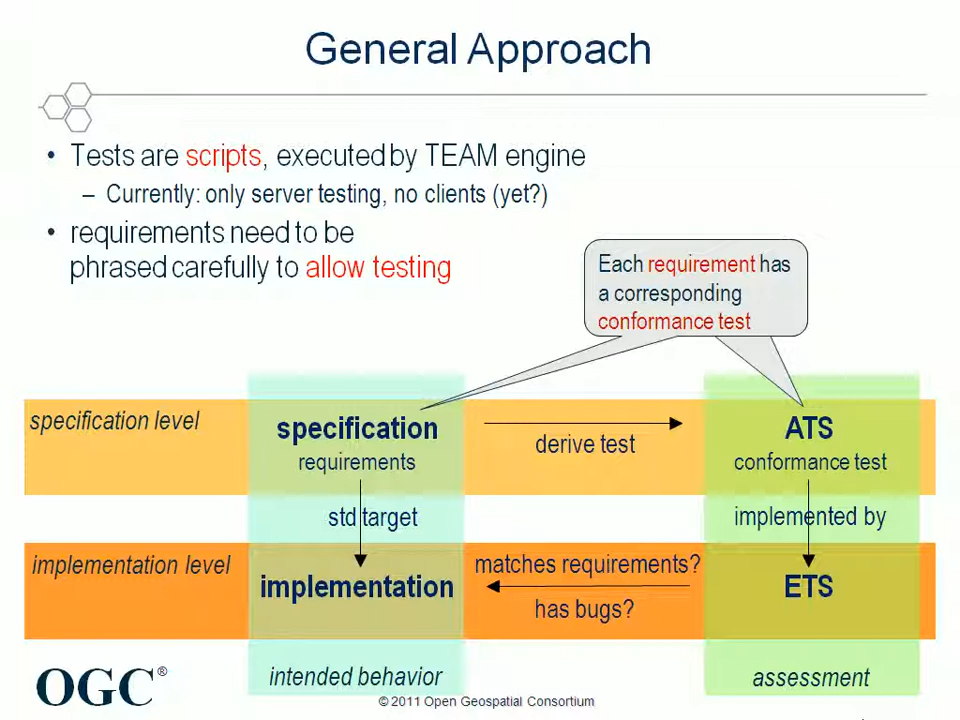 General Approach
• Tests are scripts, executed by TEAM engine
– Currently: only server testing, no clients (yet?)
• requirements need to be
phrased carefully to allow testing
Each requirement has
a corresponding
conformance test
specification level
specification
requirements
derive test
ATS
conformance test
std target
implemented by
implementation level
implementation
matches requirements?
has bugs?
ETS
intended behavior
assessment
OGC®
© 2011 Open Geospatial Consortium